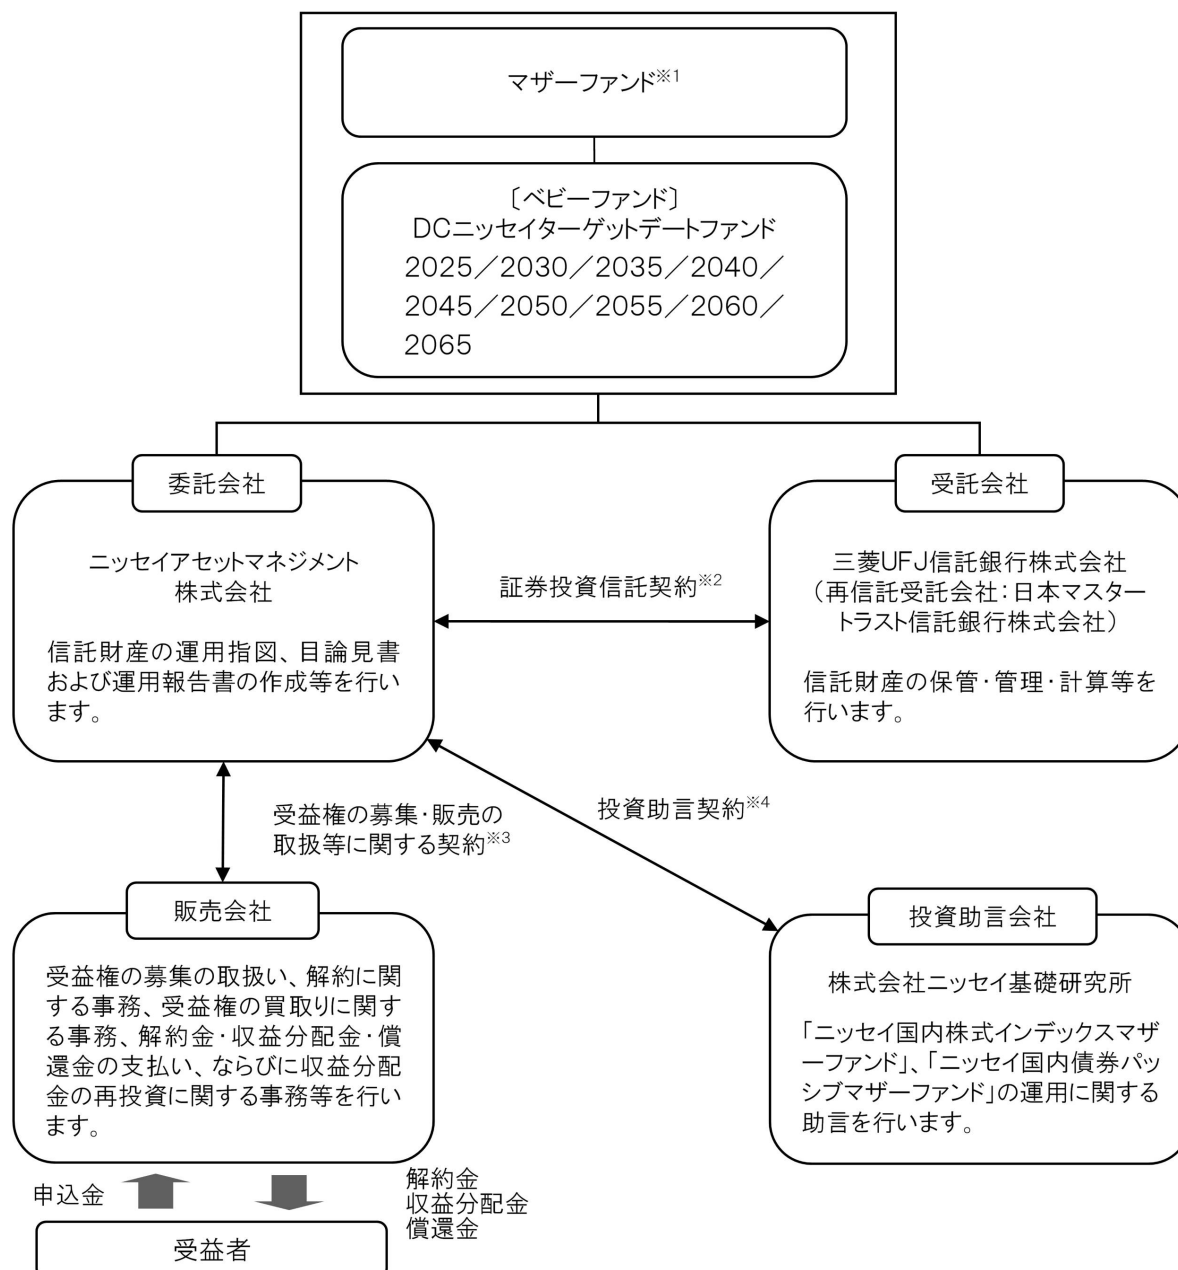 マザーファンド※1
〔ベビーファンド〕
DCニッセイターゲットデートファンド
2025／2030／2035／2040／
2045／2050／2055／2060／
2065
委託会社
ニッセイアセットマネジメント
株式会社
信託財産の運用指図、目論見書
および運用報告書の作成等を行い
ます。
証券投資信託契約※2
受託会社
三菱UFJ信託銀行株式会社
（再信託受託会社：日本マスター
トラスト信託銀行株式会社）
信託財産の保管・管理・計算等を
行います。
受益権の募集・販売の
取扱等に関する契約※3
投資助言契約※4
販売会社
受益権の募集の取扱い、解約に関
する事務、受益権の買取りに関す
る事務、解約金・収益分配金・償
還金の支払い、ならびに収益分配
金の再投資に関する事務等を行い
ます。
投資助言会社
株式会社ニッセイ基礎研究所
「ニッセイ国内株式インデックスマザ
ーファンド」、「ニッセイ国内債券パッ
シブマザーファンド」の運用に関する
助言を行います。
申込金
解約金
収益分配金
償還金
受益者